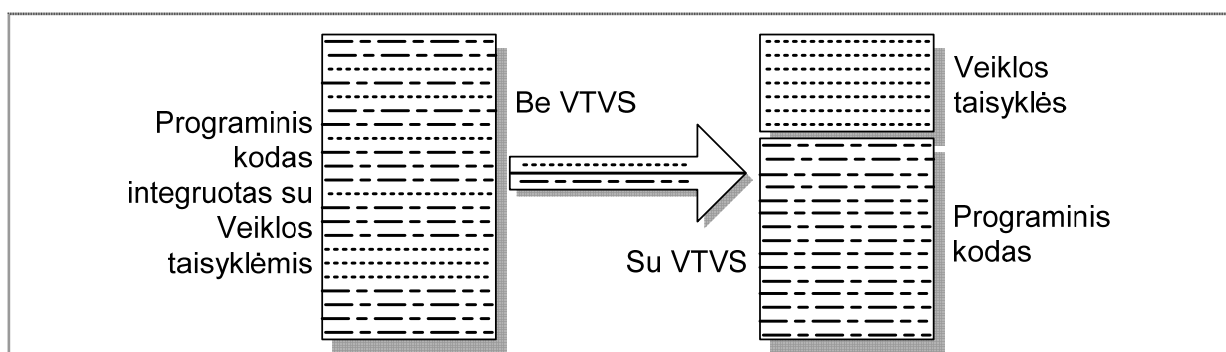 Programinis
kodas
integruotas su
Veiklos
taisyklėmis
Be VTVS
Su VTVS
Veiklos
taisyklės
Programinis
kodas